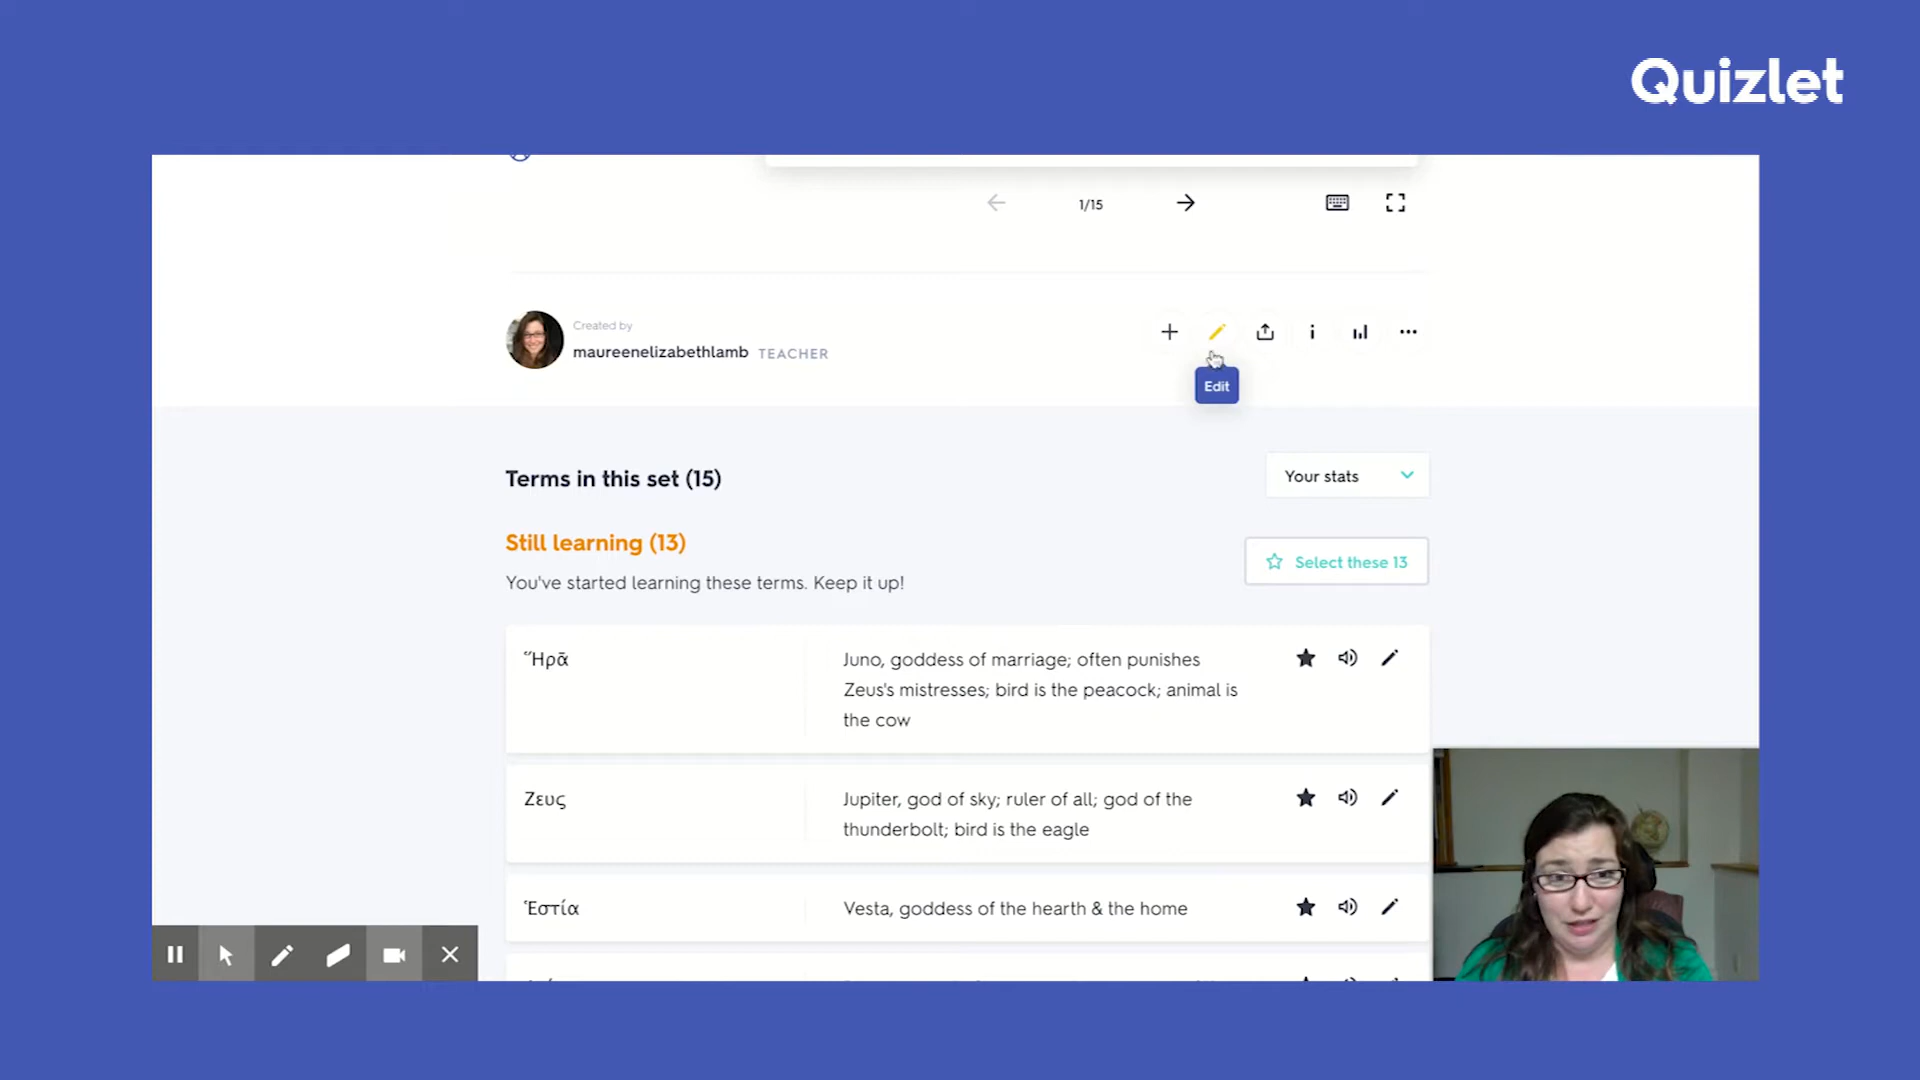 Quizlet
1/15
Created by
maureenelizabethlamb TEACHER
Edit
Terms in this set (15)
Your stats
Still learning (13)
Select these 13
You've started learning these terms. Keep it up!
Ἥρᾱ
Juno, goddess of marriage; often punishes
Zeus's mistresses; bird is the peacock; animal is
the cow
Ζευς
Jupiter, god of sky; ruler of all; god of the
thunderbolt; bird is the eagle
Ἑστία
Vesta, goddess of the hearth & the home